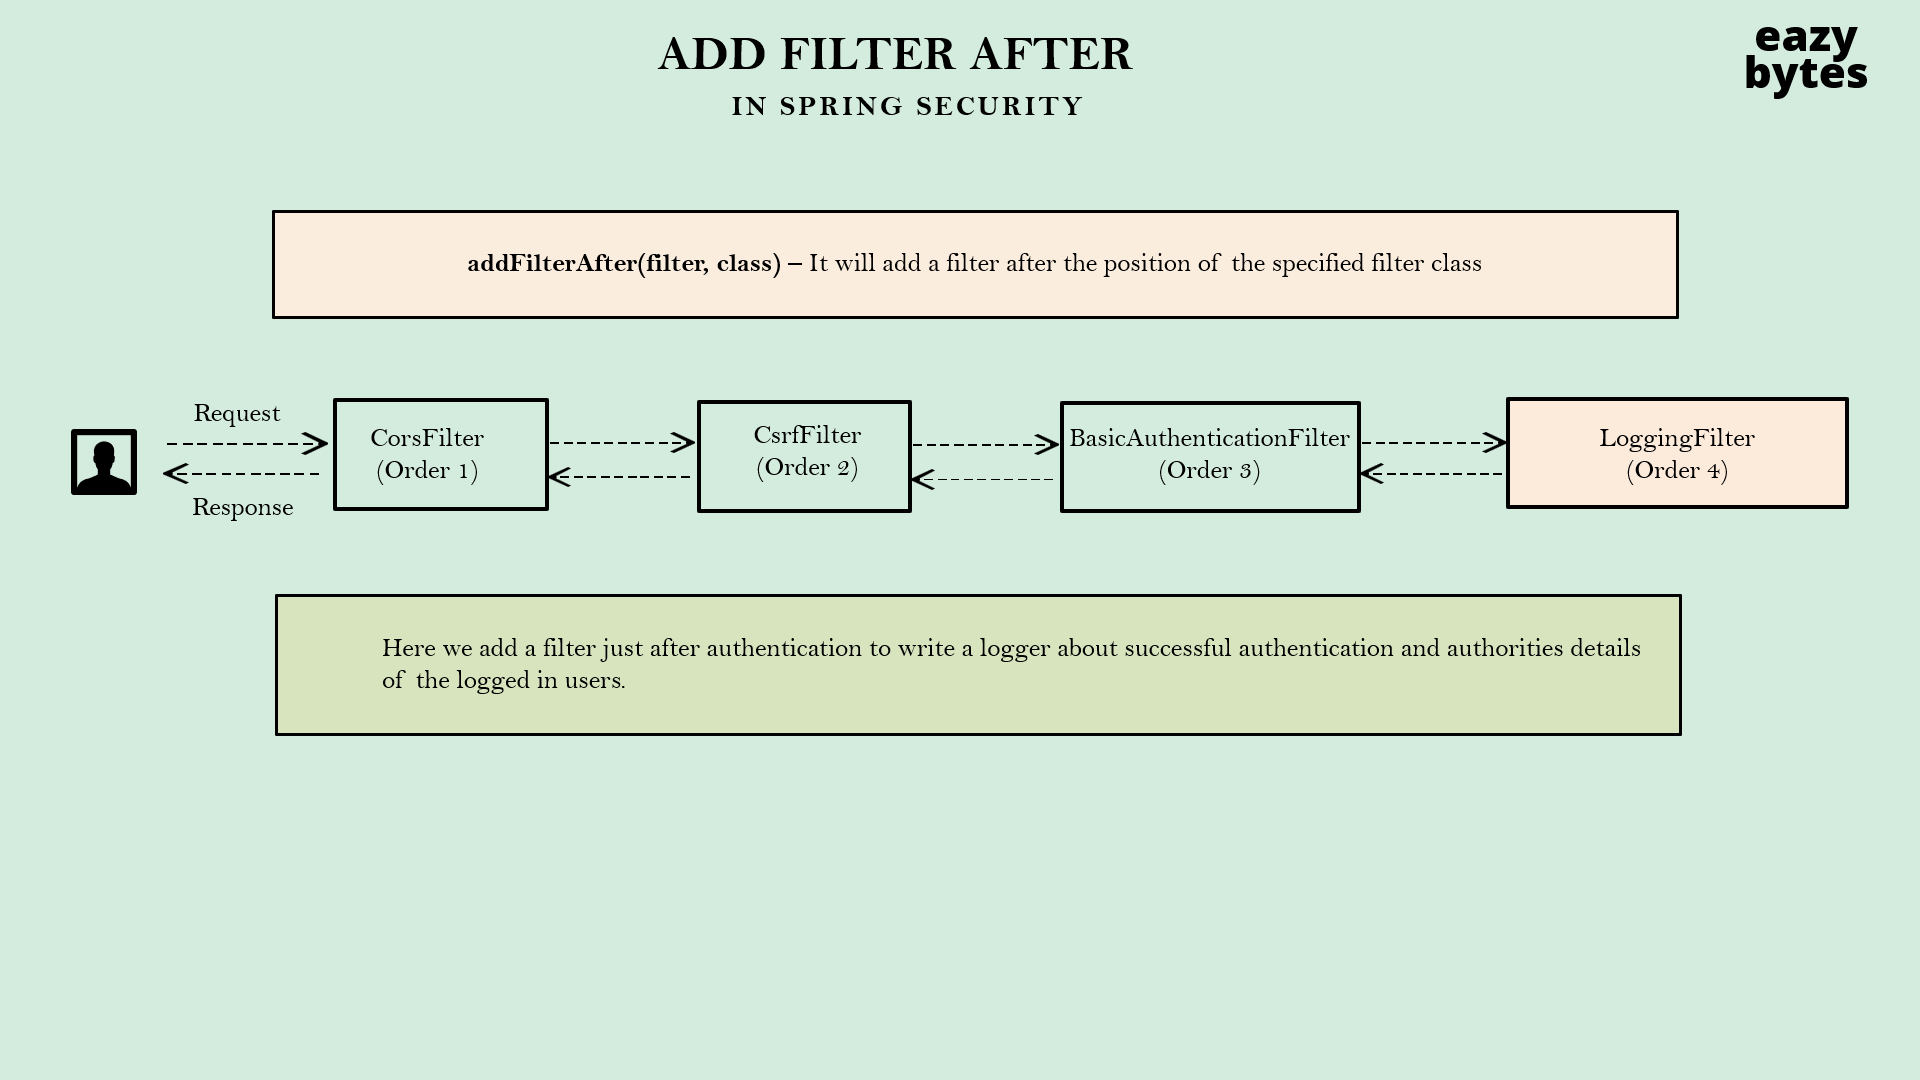 ADD FILTER AFTER
IN SPRING SECURITY
eazy
bytes
addFilterAfter(filter, class) – It will add a filter after the position of the specified filter class
Request
Response
CorsFilter
(Order 1)
CsrfFilter
(Order 2)
BasicAuthenticationFilter
(Order 3)
LoggingFilter
(Order 4)
Here we add a filter just after authentication to write a logger about successful authentication and authorities details
of the logged in users.